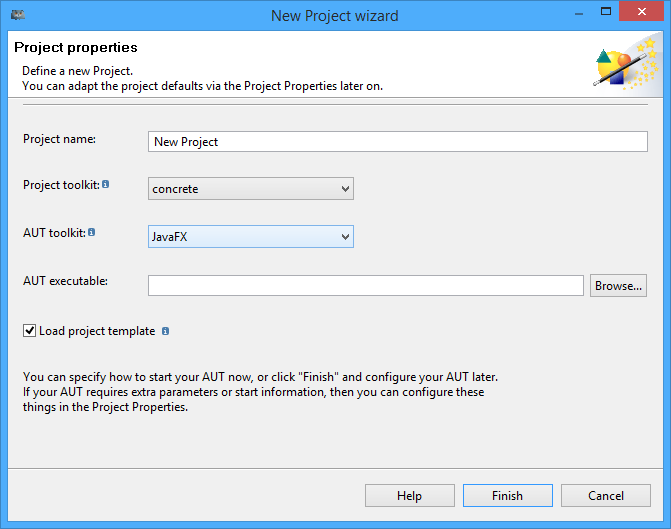 New Project wizard
Project properties
Define a new Project.
You can adapt the project defaults via the Project Properties later on.
Project name:
New Project
Project toolkit:
concrete
AUT toolkit:
JavaFX
AUT executable:
Browse...
Load project template
You can specify how to start your AUT now, or click "Finish" and configure your AUT later.
If your AUT requires extra parameters or start information, then you can configure these
things in the Project Properties.
Help
Finish
Cancel